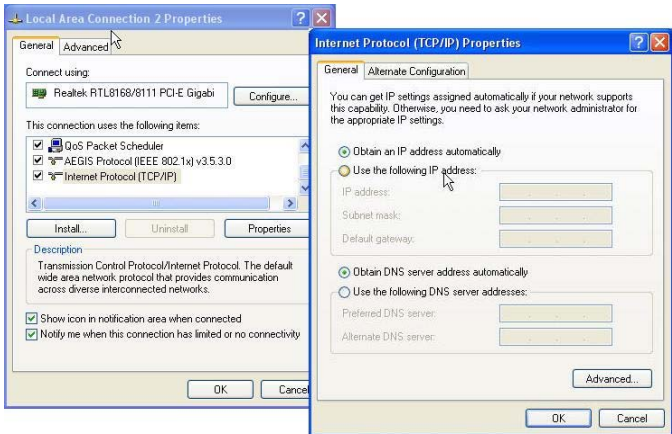 Local Area Connection 2 Properties
General Advanced
Connect using:
Realtek RTL8168/8111 PCI-E Gigabi
Configure...
This connection uses the following items:
QoS Packet Scheduler
AEGIS Protocol (IEEE 802.1x) v3.5.3.0
Internet Protocol (TCP/IP)
Install... Uninstall Properties
Description
Transmission Control Protocol/Internet Protocol. The default
wide area network protocol that provides communication
across diverse interconnected networks.
Show icon in notification area when connected
Notify me when this connection has limited or no connectivity
OK Cancel
Internet Protocol (TCP/IP) Properties
General Alternate Configuration
You can get IP settings assigned automatically if your network supports
this capability. Otherwise, you need to ask your network administrator for
the appropriate IP settings.
Obtain an IP address automatically
Use the following IP address:
IP address:
Subnet mask:
Default gateway:
Obtain DNS server address automatically
Use the following DNS server addresses:
Preferred DNS server:
Alternate DNS server:
Advanced...
OK Cancel